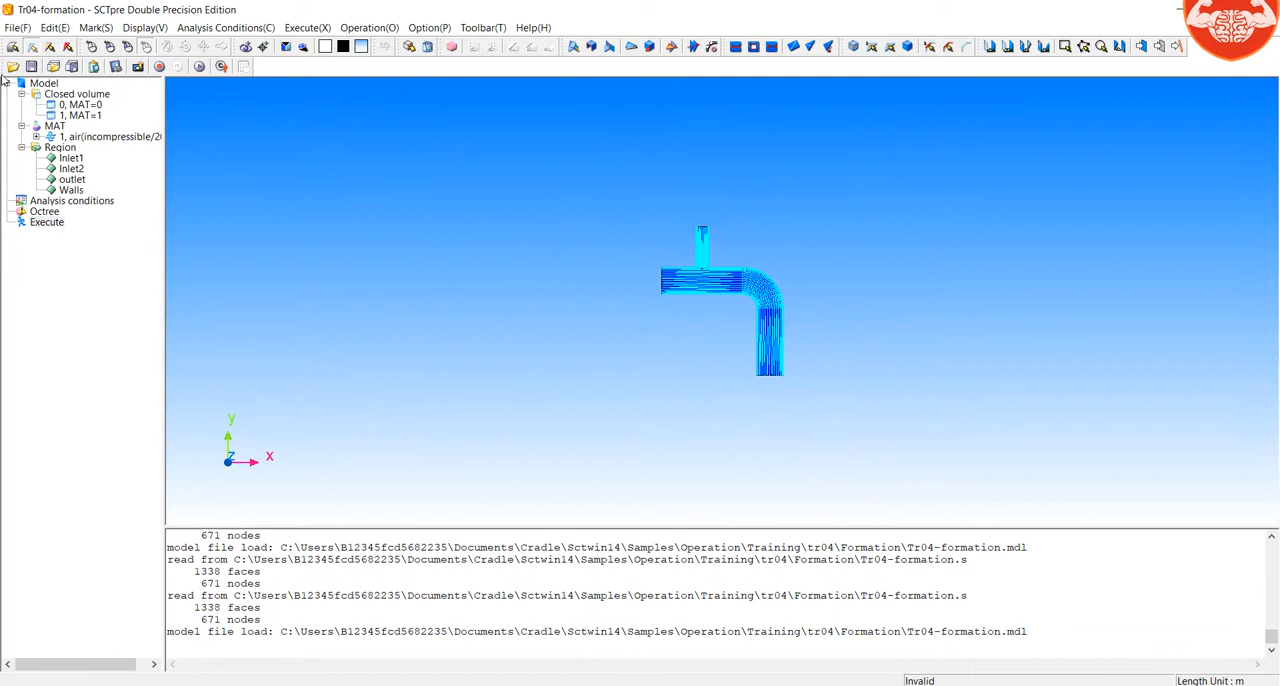 Tr04-formation - SCTpre Double Precision Edition
File(F) Edit(E) Mark(S) Display(V) Analysis Conditions(C) Execute(X) Operation(O) Option(P) Toolbar(T) Help(H)
Model
Closed volume
0, MAT=0
1, MAT=1
MAT
1, air(incompressible/20
Region
Inlet1
Inlet2
outlet
Walls
Analysis conditions
Octree
Execute
y
z
x
671 nodes
model file load: C:\Users\B12345fcd5682235\Documents\Cradle\Sctwin14\Samples\Operation\Training\tr04\Formation\Tr04-formation.mdl
read from C:\Users\B12345fcd5682235\Documents\Cradle\Sctwin14\Samples\Operation\Training\tr04\Formation\Tr04-formation.s
1338 faces
671 nodes
read from C:\Users\B12345fcd5682235\Documents\Cradle\Sctwin14\Samples\Operation\Training\tr04\Formation\Tr04-formation.s
1338 faces
671 nodes
model file load: C:\Users\B12345fcd5682235\Documents\Cradle\Sctwin14\Samples\Operation\Training\tr04\Formation\Tr04-formation.mdl
Invalid
Length Unit : m